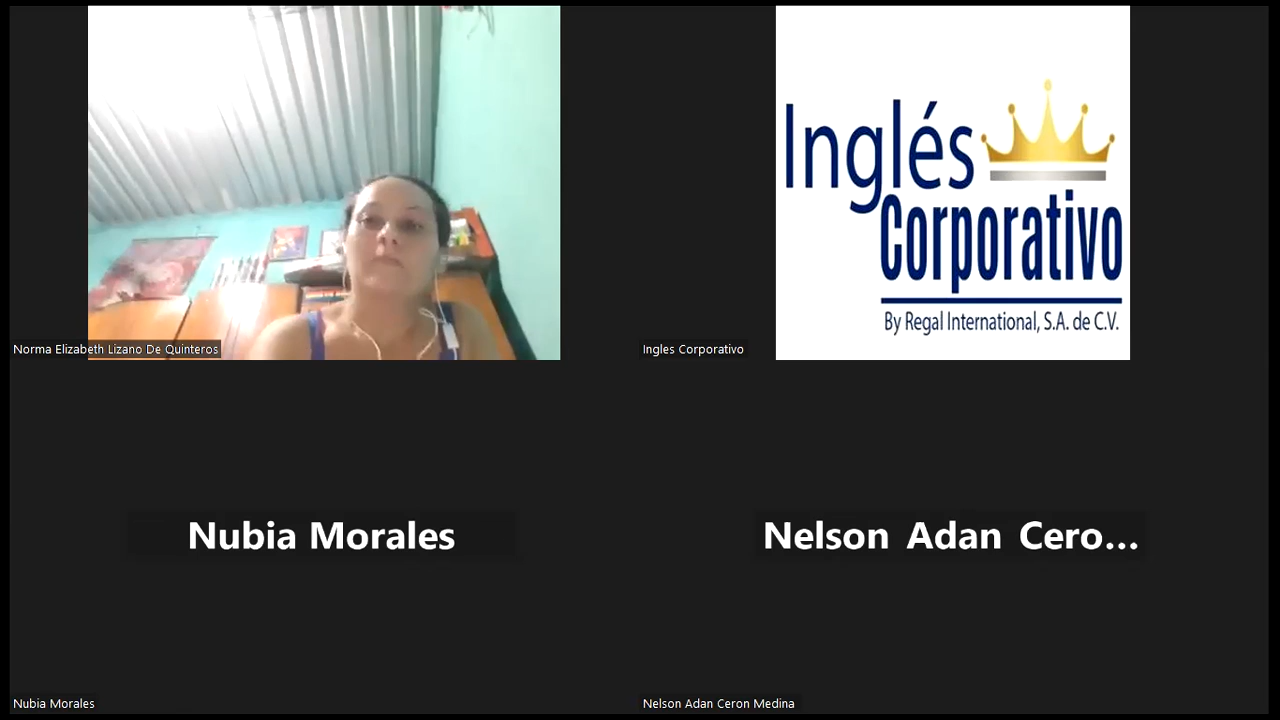 Inglés
Corporativo
By Regal International, S.A. de C.V.
Norma Elizabeth Lizano De Quinteros
Ingles Corporativo
Nubia Morales
Nelson Adan Cero...
Nubia Morales
Nelson Adan Ceron Medina